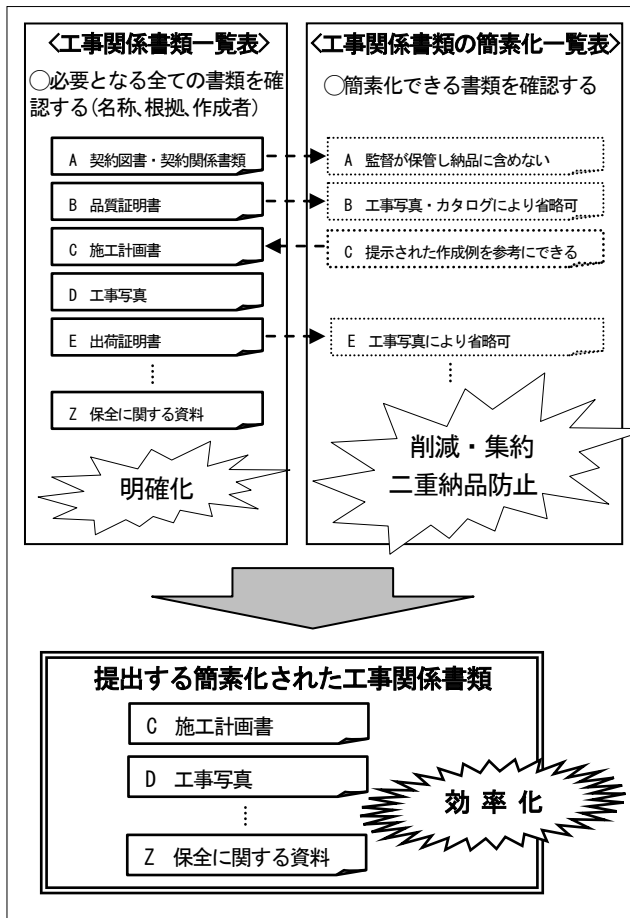 〈工事関係書類一覧表〉
○必要となる全ての書類を確
認する(名称、根拠、作成者)
A 契約図書・契約関係書類
B 品質証明書
C 施工計画書
D 工事写真
E 出荷証明書
⋮
Z 保全に関する資料
明確化
〈工事関係書類の簡素化一覧表〉
○簡素化できる書類を確認する
A 監督が保管し納品に含めない
B 工事写真・カタログにより省略可
C 提示された作成例を参考にできる
E 工事写真により省略可
⋮
削減・集約
二重納品防止
提出する簡素化された工事関係書類
C 施工計画書
D 工事写真
⋮
Z 保全に関する資料
効率化